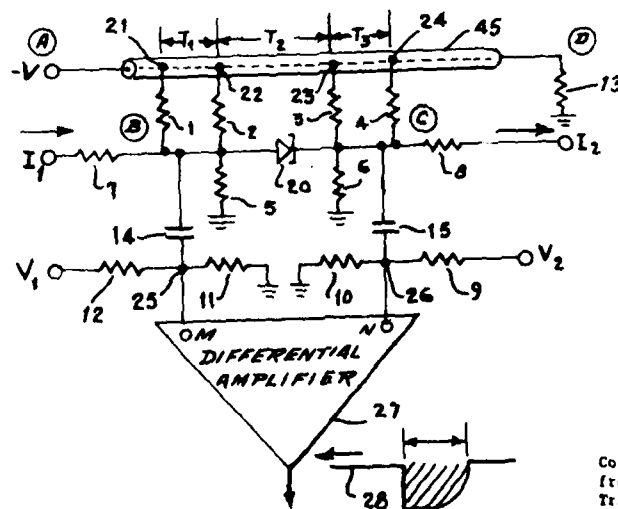 21 T₁ T₂ T₃ 24 45
A D
-V
22 23 13
1 2 3 4
B C
I₁ I₂
7 20 8
5 6
14 15
V₁ V₂
12 25 11 10 26 9
M N
DIFFERENTIAL
AMPLIFIER
27
28
Co
fr
Tr